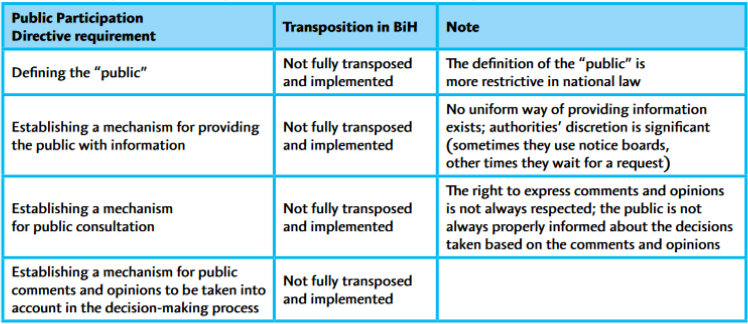 Public Participation
Directive requirement
Transposition in BiH
Note
Defining the “public”
Not fully transposed
and implemented
The definition of the “public” is
more restrictive in national law
Establishing a mechanism for providing
the public with information
Not fully transposed
and implemented
No uniform way of providing information
exists; authorities’ discretion is significant
(sometimes they use notice boards,
other times they wait for a request)
Establishing a mechanism
for public consultation
Not fully transposed
and implemented
The right to express comments and opinions
is not always respected; the public is not
always properly informed about the decisions
taken based on the comments and opinions
Establishing a mechanism for public
comments and opinions to be taken into
account in the decision-making process
Not fully transposed
and implemented